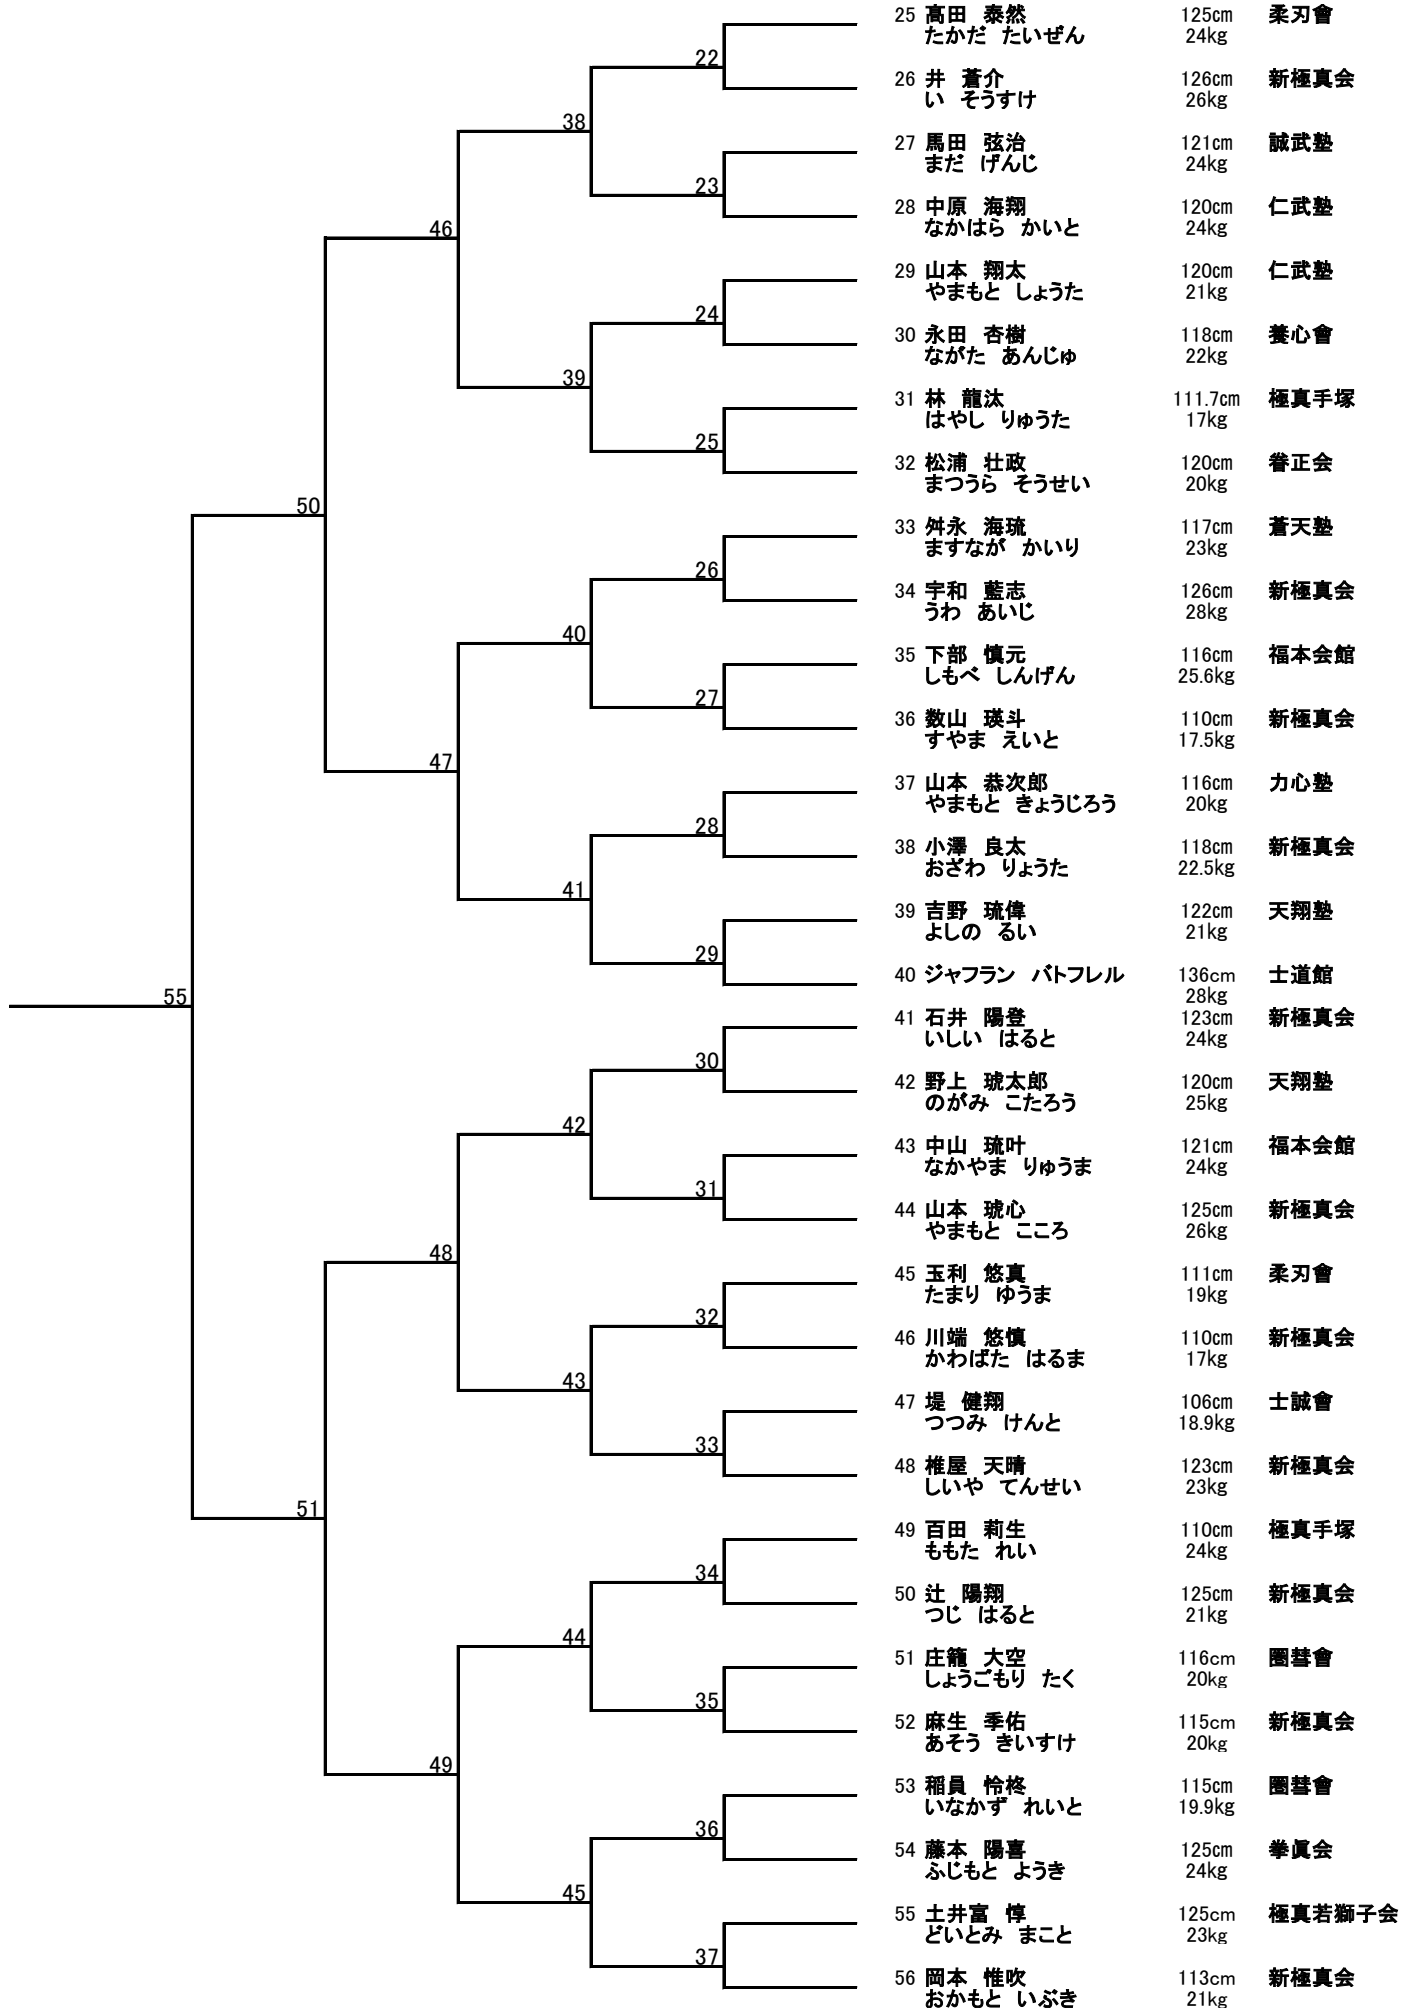 25 髙田 泰然 125cm 柔刃會
たかだ たいぜん 24kg
22
26 井 蒼介 126cm 新極真会
い そうすけ 26kg
38
27 馬田 弦治 121cm 誠武塾
まだ げんじ 24kg
23
28 中原 海翔 120cm 仁武塾
なかはら かいと 24kg
46
29 山本 翔太 120cm 仁武塾
やまもと しょうた 21kg
24
30 永田 杏樹 118cm 養心會
ながた あんじゅ 22kg
39
31 林 龍汰 111.7cm 極真手塚
はやし りゅうた 17kg
25
32 松浦 壮政 120cm 眷正会
まつうら そうせい 20kg
50
33 舛永 海琉 117cm 蒼天塾
ますなが かいり 23kg
26
34 宇和 藍志 126cm 新極真会
うわ あいじ 28kg
40
35 下部 慎元 116cm 福本会館
しもべ しんげん 25.6kg
27
36 数山 瑛斗 110cm 新極真会
すやま えいと 17.5kg
47
37 山本 恭次郎 116cm 力心塾
やまもと きょうじろう 20kg
28
38 小澤 良太 118cm 新極真会
おざわ りょうた 22.5kg
41
39 吉野 琉偉 122cm 天翔塾
よしの るい 21kg
29
40 ジャフラン バトフレル 136cm 士道館
28kg
55
41 石井 陽登 123cm 新極真会
いしい はると 24kg
30
42 野上 琥太郎 120cm 天翔塾
のがみ こたろう 25kg
42
43 中山 琉叶 121cm 福本会館
なかやま りゅうま 24kg
31
44 山本 琥心 125cm 新極真会
やまもと こころ 26kg
48
45 玉利 悠真 111cm 柔刃會
たまり ゆうま 19kg
32
46 川端 悠慎 110cm 新極真会
かわばた はるま 17kg
43
47 堤 健翔 106cm 士誠會
つつみ けんと 18.9kg
33
48 椎屋 天晴 123cm 新極真会
しいや てんせい 23kg
51
49 百田 莉生 110cm 極真手塚
ももた れい 24kg
34
50 辻 陽翔 125cm 新極真会
つじ はると 21kg
44
51 庄籠 大空 116cm 圏彗會
しょうごもり たく 20kg
35
52 麻生 季佑 115cm 新極真会
あそう きいすけ 20kg
49
53 稲員 怜柊 115cm 圏彗會
いなかず れいと 19.9kg
36
54 藤本 陽喜 125cm 拳眞会
ふじもと ようき 24kg
45
55 土井富 惇 125cm 極真若獅子会
どいとみ まこと 23kg
37
56 岡本 惟吹 113cm 新極真会
おかもと いぶき 21kg